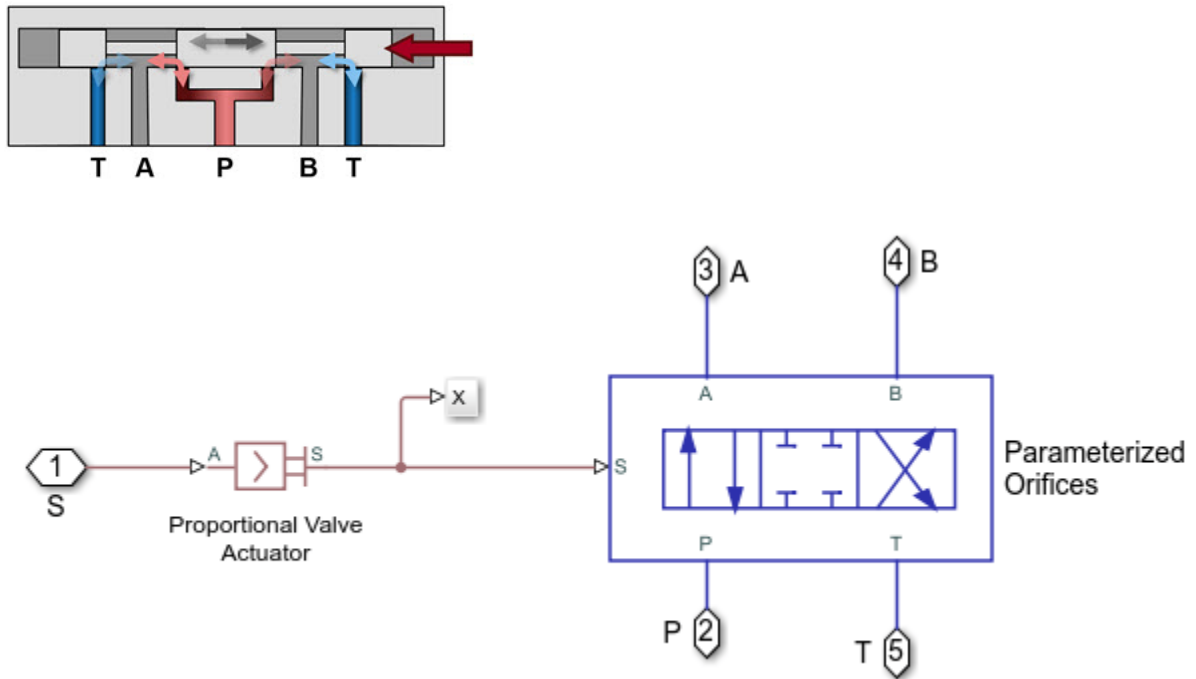 T A P B T
3 A
4 B
A B
x
1
A S
S
S
Parameterized
Orifices
Proportional Valve
Actuator
P T
P 2
T 5